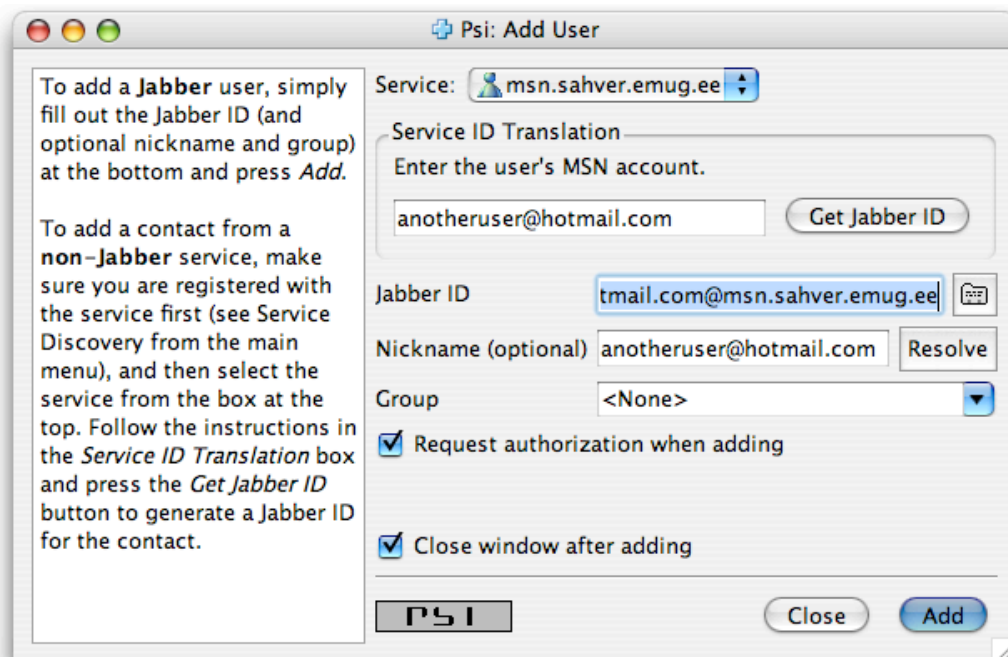 Psi: Add User
To add a Jabber user, simply
fill out the Jabber ID (and
optional nickname and group)
at the bottom and press Add.
To add a contact from a
non-Jabber service, make
sure you are registered with
the service first (see Service
Discovery from the main
menu), and then select the
service from the box at the
top. Follow the instructions in
the Service ID Translation box
and press the Get Jabber ID
button to generate a Jabber ID
for the contact.
Service: msn.sahver.emug.ee
Service ID Translation
Enter the user's MSN account.
anotheruser@hotmail.com Get Jabber ID
Jabber ID tmail.com@msn.sahver.emug.ee
Nickname (optional) anotheruser@hotmail.com Resolve
Group <None>
Request authorization when adding
Close window after adding
PSI Close Add